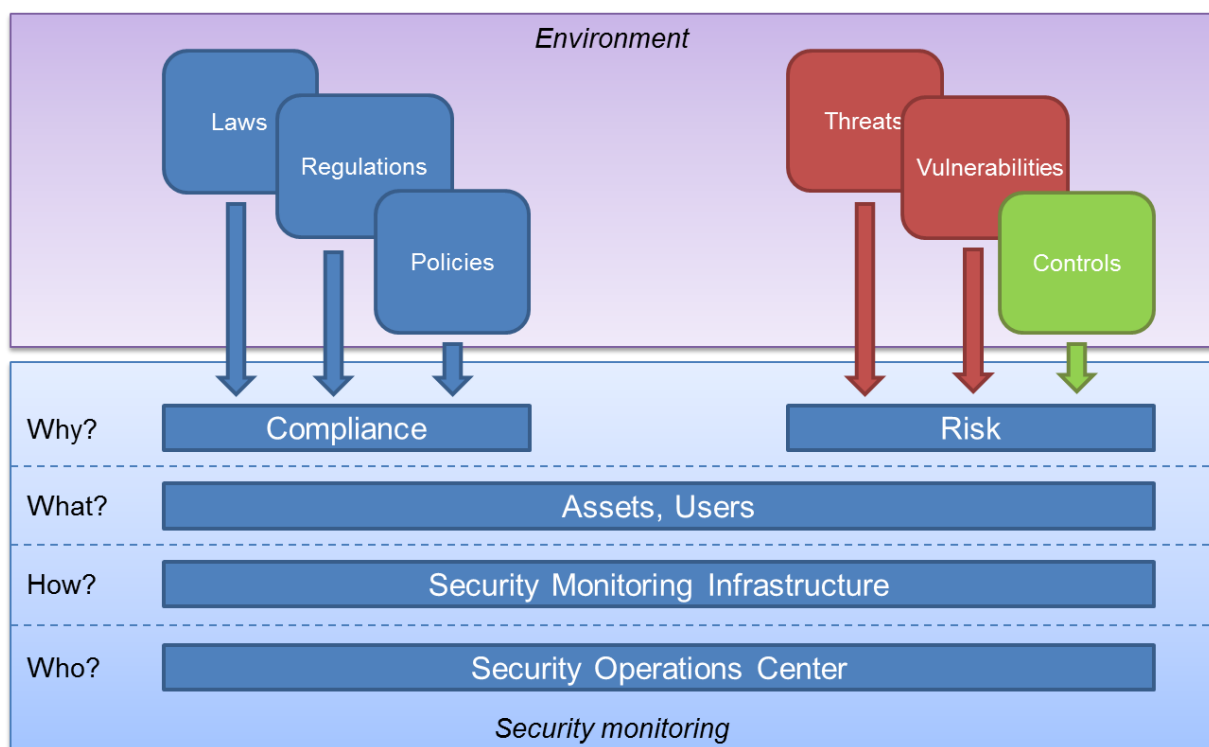 Environment
Laws
Regulations
Policies
Threats
Vulnerabilities
Controls
Why?
Compliance
Risk
What?
Assets, Users
How?
Security Monitoring Infrastructure
Who?
Security Operations Center
Security monitoring